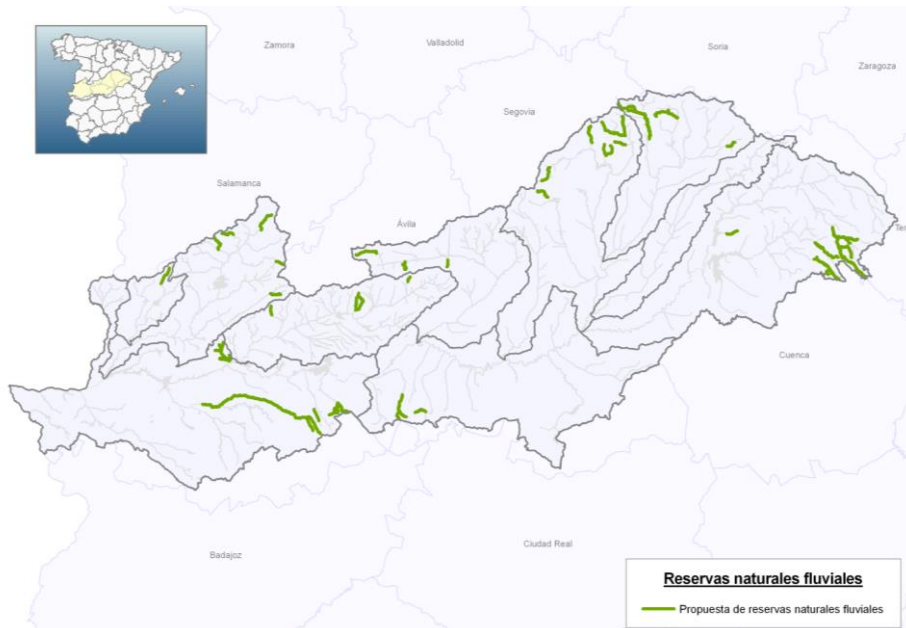 Zamora
Valladolid
Soria
Zaragoza
Segovia
Salamanca
Ávila
Te
Cuenca
Badajoz
Ciudad Real
Reservas naturales fluviales
Propuesta de reservas naturales fluviales